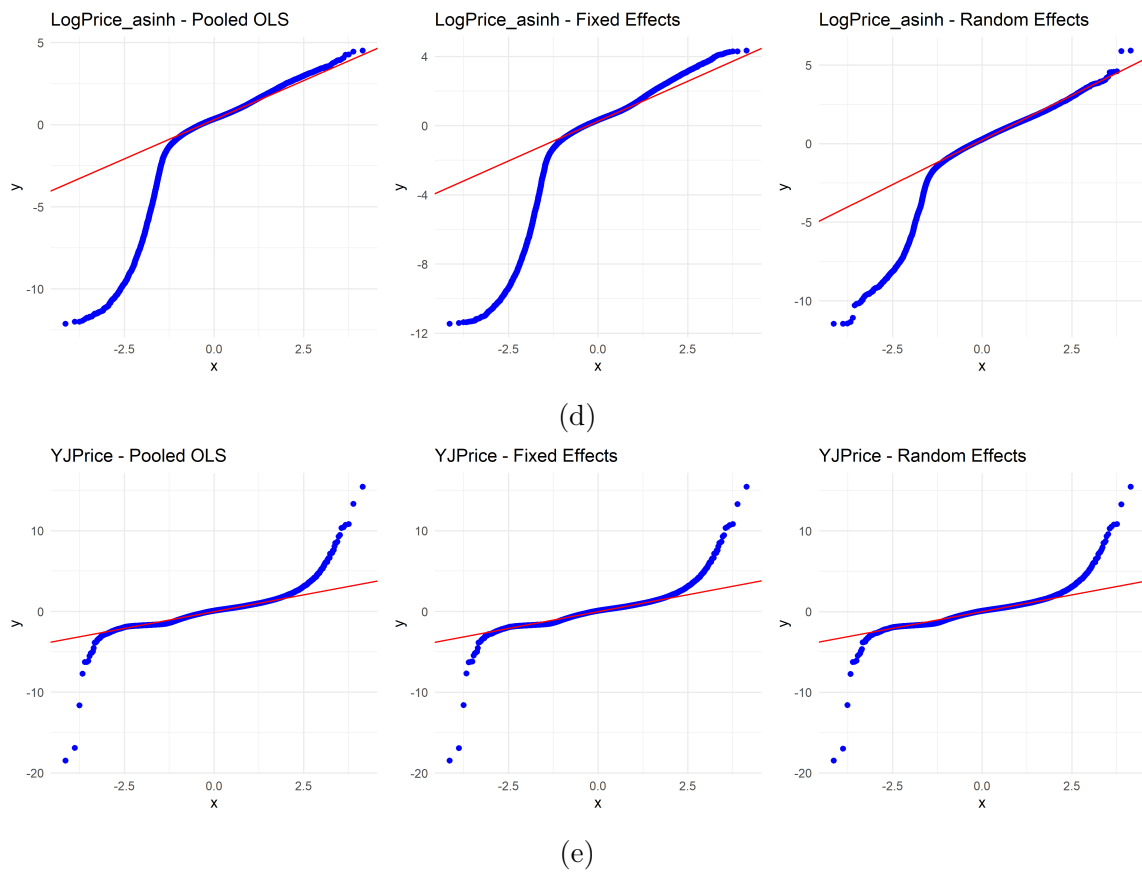 LogPrice_asinh - Pooled OLS
5
0
-5
-10
y
-2.5 0.0 2.5
x
LogPrice_asinh - Fixed Effects
4
0
-4
-8
-12
y
-2.5 0.0 2.5
x
LogPrice_asinh - Random Effects
5
0
-5
-10
y
-2.5 0.0 2.5
x
(d)
YJPrice - Pooled OLS
10
0
-10
-20
y
-2.5 0.0 2.5
x
YJPrice - Fixed Effects
10
0
-10
-20
y
-2.5 0.0 2.5
x
YJPrice - Random Effects
10
0
-10
-20
y
-2.5 0.0 2.5
x
(e)